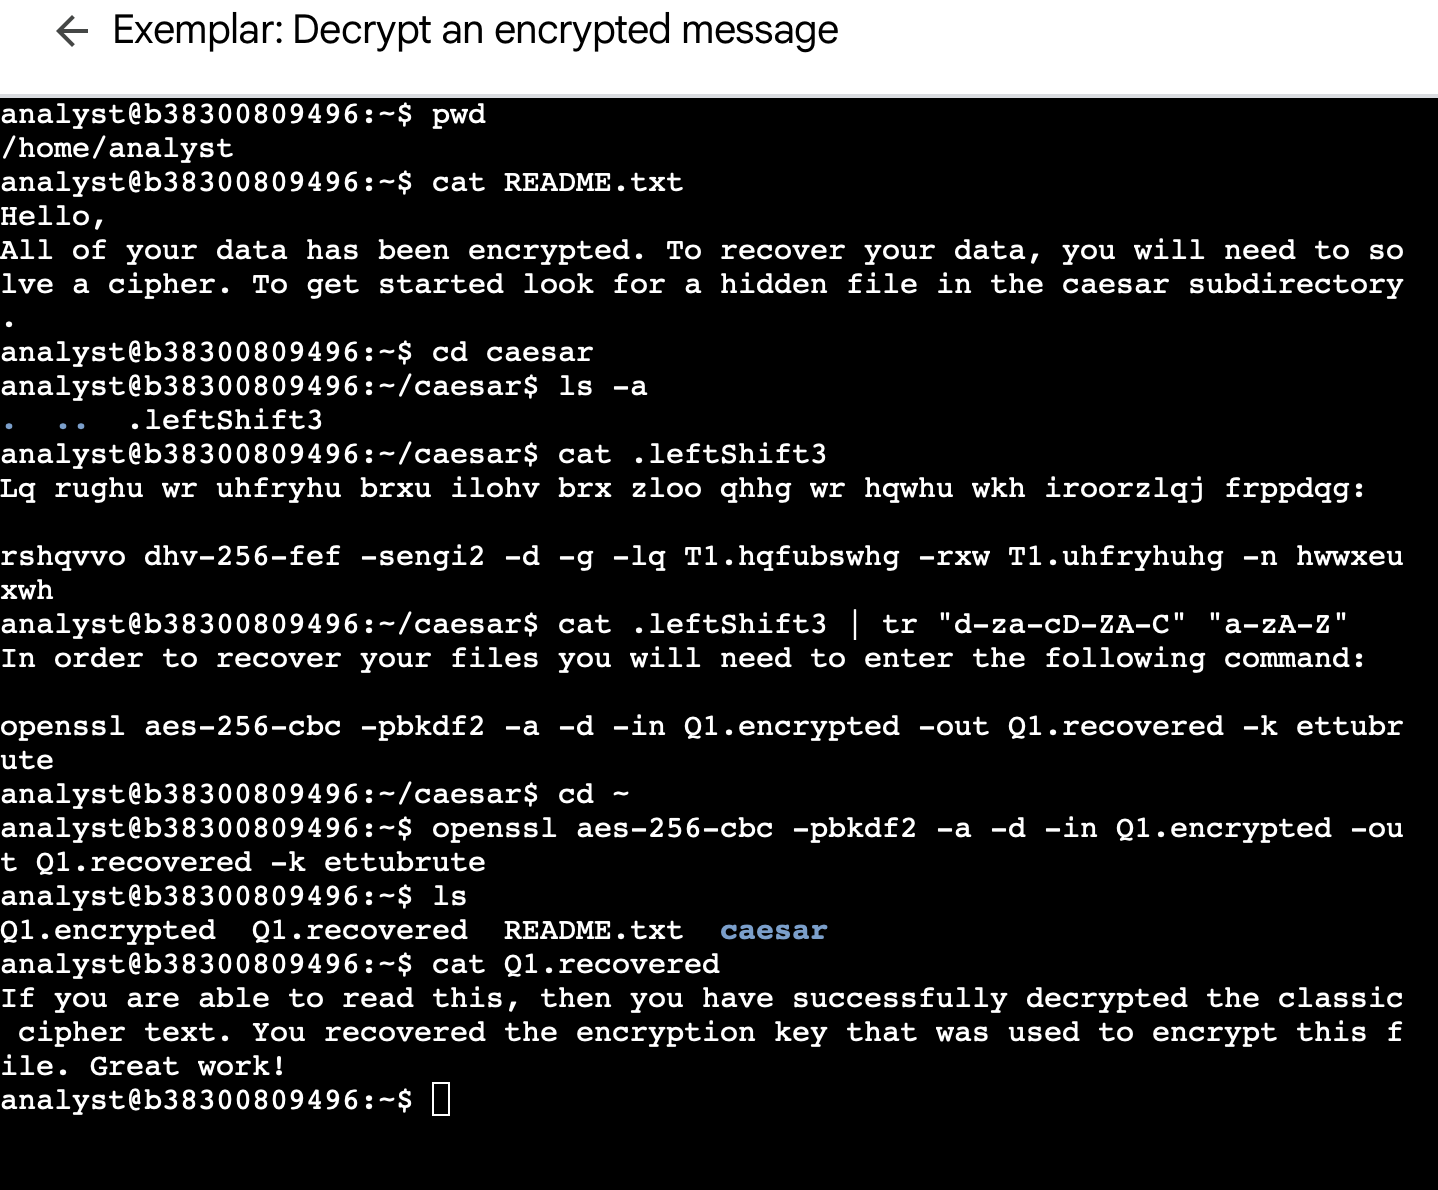 Exemplar: Decrypt an encrypted message
analyst@b38300809496:~$ pwd
/home/analyst
analyst@b38300809496:~$ cat README.txt
Hello,
All of your data has been encrypted. To recover your data, you will need to so
lve a cipher. To get started look for a hidden file in the caesar subdirectory
.
analyst@b38300809496:~$ cd caesar
analyst@b38300809496:~/caesar$ ls -a
.  ..  .leftShift3
analyst@b38300809496:~/caesar$ cat .leftShift3
Lq rughu wr uhfryhu brxu ilohv brx zloo qhhg wr hqwhu wkh iroorzlqj frppdqg:

rshqvvo dhv-256-fef -sengi2 -d -g -lq T1.hqfubswhg -rxw T1.uhfryhuhg -n hwwxeu
xwh
analyst@b38300809496:~/caesar$ cat .leftShift3 | tr "d-za-cD-ZA-C" "a-zA-Z"
In order to recover your files you will need to enter the following command:

openssl aes-256-cbc -pbkdf2 -a -d -in Q1.encrypted -out Q1.recovered -k ettubr
ute
analyst@b38300809496:~/caesar$ cd ~
analyst@b38300809496:~$ openssl aes-256-cbc -pbkdf2 -a -d -in Q1.encrypted -ou
t Q1.recovered -k ettubrute
analyst@b38300809496:~$ ls
Q1.encrypted  Q1.recovered  README.txt  caesar
analyst@b38300809496:~$ cat Q1.recovered
If you are able to read this, then you have successfully decrypted the classic
 cipher text. You recovered the encryption key that was used to encrypt this f
ile. Great work!
analyst@b38300809496:~$